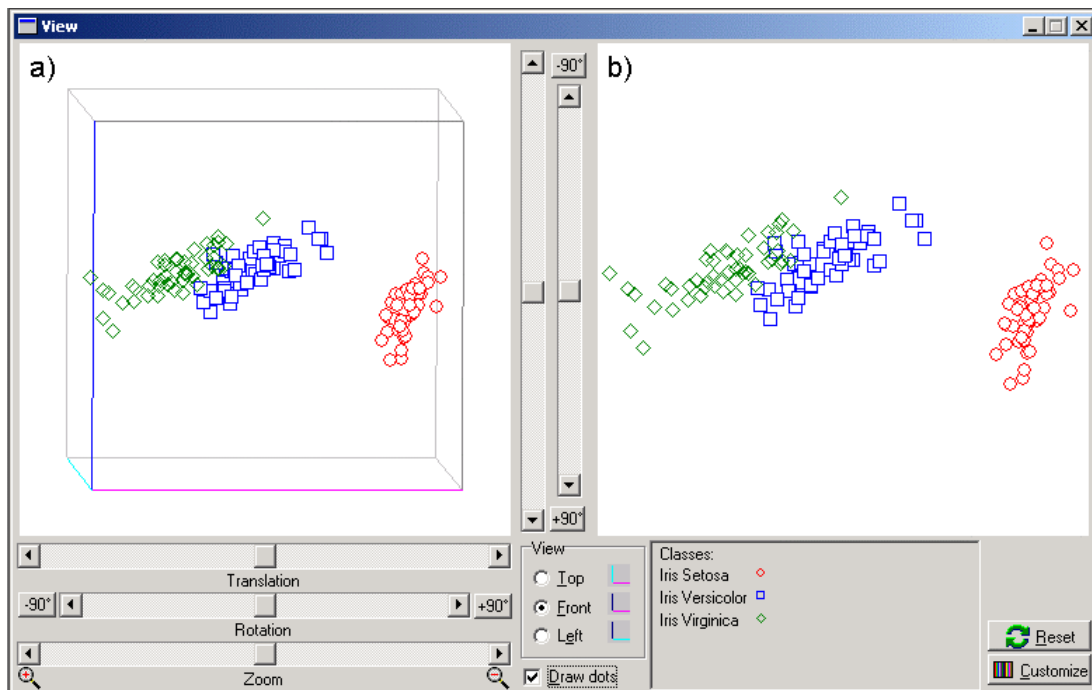 View
a)
b)
-90°
+90°
Translation
-90°
+90°
Rotation
Zoom
View
Top
Front
Left
Draw dots
Classes:
Iris Setosa
Iris Versicolor
Iris Virginica
Reset
Customize